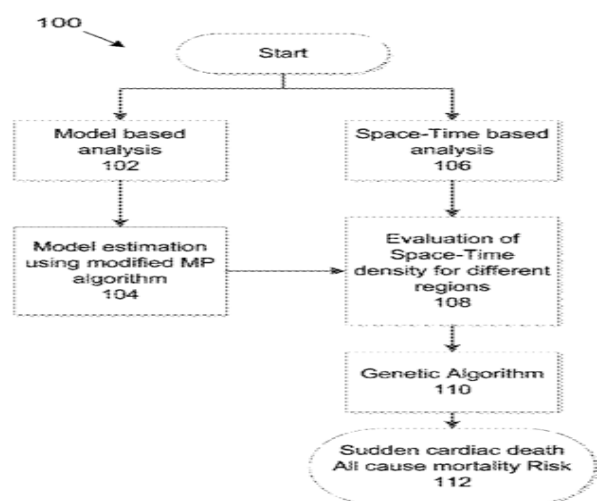 100
Start
Model based
analysis
102
Space-Time based
analysis
106
Model estimation
using modified MP
algorithm
104
Evaluation of
Space-Time
density for different
regions
108
Genetic Algorithm
110
Sudden cardiac death
All cause mortality Risk
112